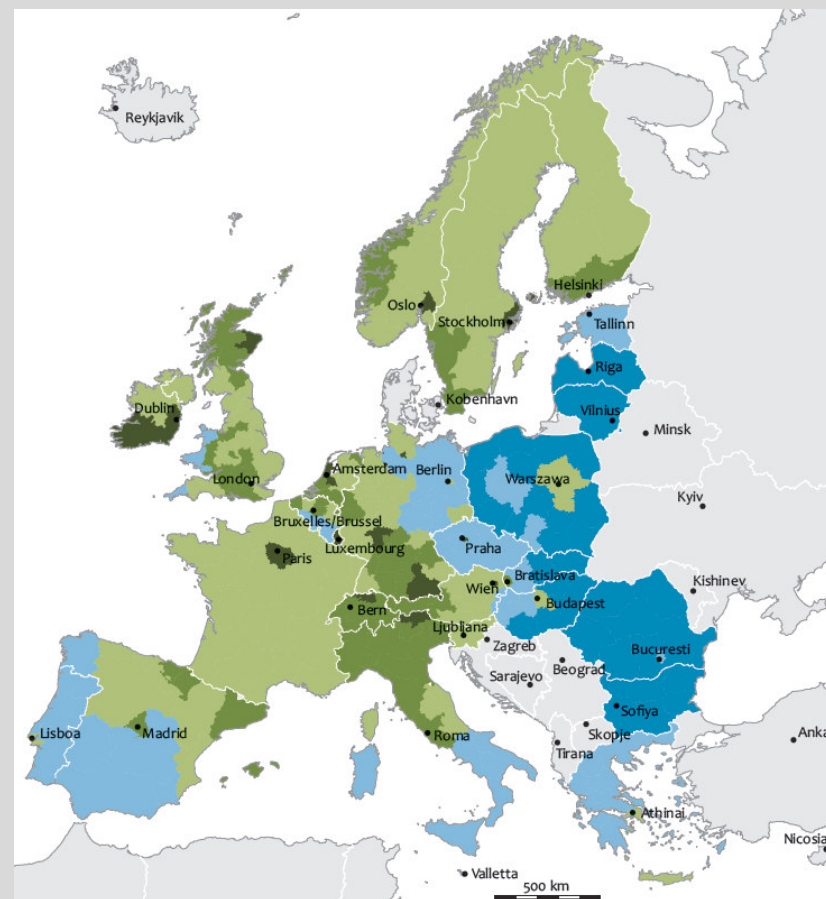 Reykjavik
Helsinki
Oslo
Stockholm
Tallinn
Riga
Dublin
Kobenhavn
Vilnius
Minsk
London
Amsterdam
Berlin
Warszawa
Kyiv
Bruxelles/Brussel
Luxembourg
Praha
Paris
Bratislava
Kishinev
Wien
Budapest
Bern
Ljubljana
Zagreb
Bucuresti
Beograd
Sarajevo
Sofiya
Lisboa
Madrid
Roma
Skopje
Anka
Tirana
Athinai
Nicosia
Valletta
500 km